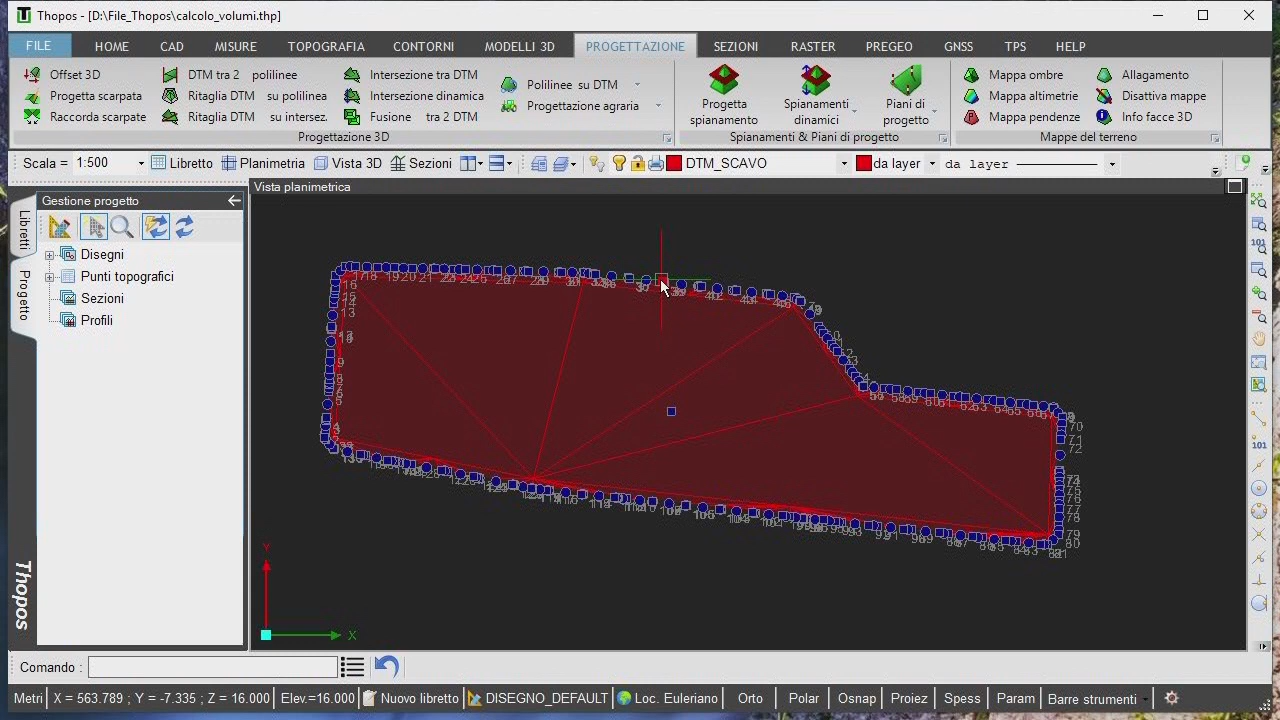 Thopos - [D:\File_Thopos\calcolo_volumi.thp]
FILE HOME CAD MISURE TOPOGRAFIA CONTORNI MODELLI 3D PROGETTAZIONE SEZIONI RASTER PREGEO GNSS TPS HELP
Offset 3D DTM tra 2 polilinee Intersezione tra DTM
Progetta scarpata Ritaglia DTM su polilinea Intersezione dinamica
Raccorda scarpate Ritaglia DTM su intersez. Fusione tra 2 DTM
Polilinee su DTM
Progettazione agraria
Progettazione 3D
Progetta spianamento
Spianamenti dinamici
Piani di progetto
Spianamenti & Piani di progetto
Mappa ombre Allagamento
Mappa altimetrie Disattiva mappe
Mappa pendenze Info facce 3D
Mappe del terreno
Scala = 1:500 Libretto Planimetria Vista 3D Sezioni DTM_SCAVO da layer da layer
Gestione progetto
Vista planimetrica
Libretti
Progetto
Disegni
Punti topografici
Sezioni
Profili
Thopos
101
101
Y
X
Comando :
Metri X = 563.789 ; Y = -7.335 ; Z = 16.000 Elev.=16.000 Nuovo libretto DISEGNO_DEFAULT Loc. Euleriano Orto Polar Osnap Proiez Spess Param Barre strumenti